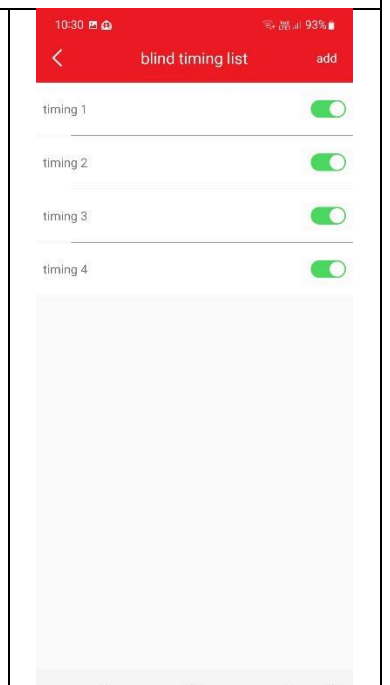 10:30 93%
blind timing list add
timing 1
timing 2
timing 3
timing 4